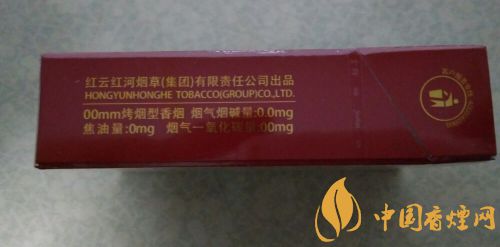 红云红河烟草(集团)有限责任公司出品
HONGYUNHONGHE TOBACCO(GROUP)CO.,LTD.
00mm烤烟型香烟 烟气烟碱量:0.0mg
焦油量:0mg 烟气一氧化碳量:00mg
中国香烟网